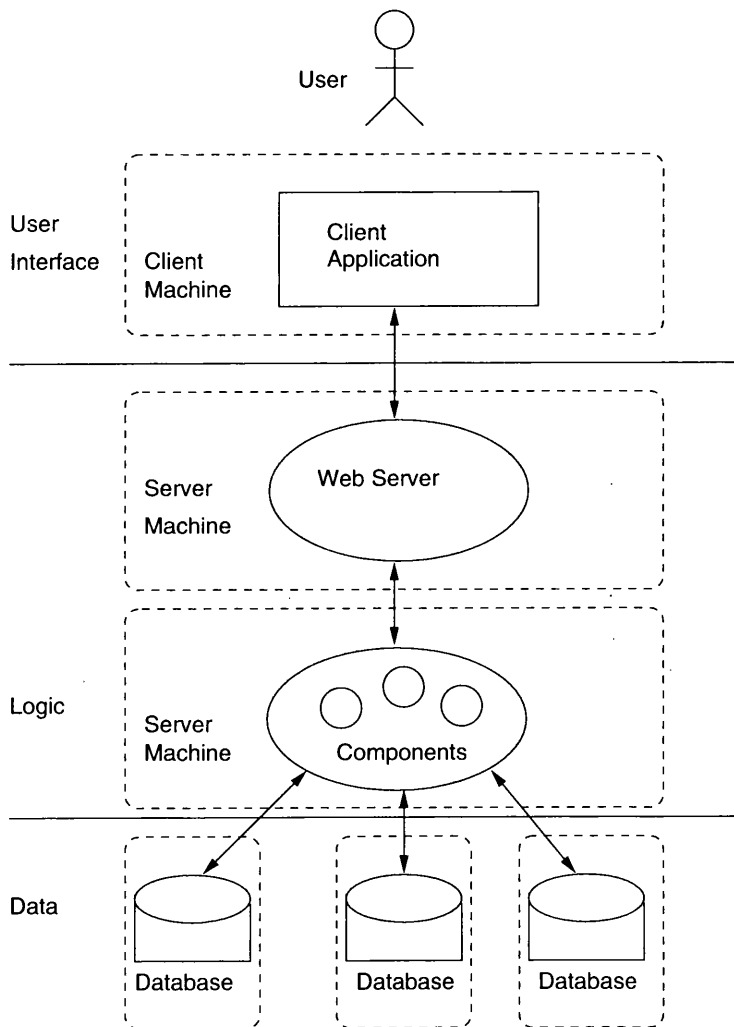 User
User
Interface
Client
Machine
Client
Application
Server
Machine
Web Server
Logic
Server
Machine
Components
Data
Database
Database
Database